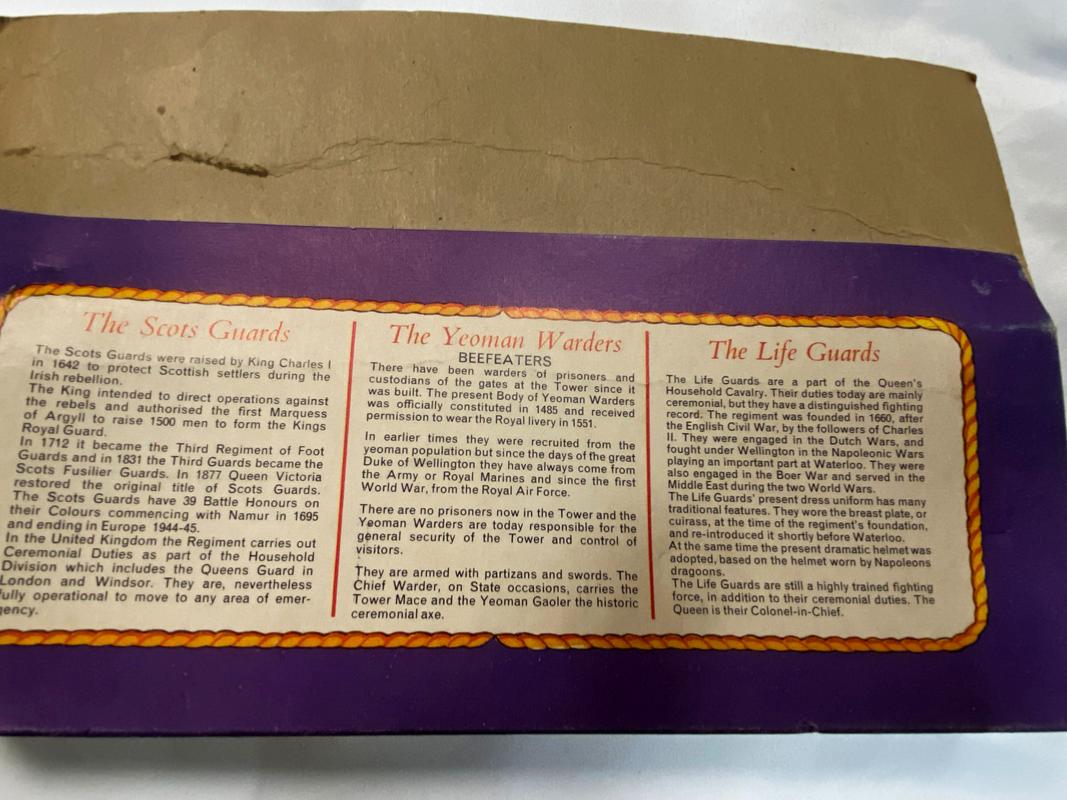 The Scots Guards
The Scots Guards were raised by King Charles I
in 1642 to protect Scottish settlers during the
Irish rebellion.
The King intended to direct operations against
the rebels and authorised the first Marquess
of Argyll to raise 1500 men to form the Kings
Royal Guard.
In 1712 it became the Third Regiment of Foot
Guards and in 1831 the Third Guards became the
Scots Fusilier Guards. In 1877 Queen Victoria
restored the original title of Scots Guards.
The Scots Guards have 39 Battle Honours on
their Colours commencing with Namur in 1695
and ending in Europe 1944-45.
In the United Kingdom the Regiment carries out
Ceremonial Duties as part of the Household
Division which includes the Queens Guard in
London and Windsor. They are, nevertheless
fully operational to move to any area of emer-
gency.
The Yeoman Warders
BEEFEATERS
There have been warders of prisoners and
custodians of the gates at the Tower since it
was built. The present Body of Yeoman Warders
was officially constituted in 1485 and received
permission to wear the Royal livery in 1551.
In earlier times they were recruited from the
yeoman population but since the days of the great
Duke of Wellington they have always come from
the Army or Royal Marines and since the first
World War, from the Royal Air Force.
There are no prisoners now in the Tower and the
Yeoman Warders are today responsible for the
general security of the Tower and control of
visitors.
They are armed with partizans and swords. The
Chief Warder, on State occasions, carries the
Tower Mace and the Yeoman Gaoler the historic
ceremonial axe.
The Life Guards
The Life Guards are a part of the Queen's
Household Cavalry. Their duties today are mainly
ceremonial, but they have a distinguished fighting
record. The regiment was founded in 1660, after
the English Civil War, by the followers of Charles
II. They were engaged in the Dutch Wars, and
fought under Wellington in the Napoleonic Wars
playing an important part at Waterloo. They were
also engaged in the Boer War and served in the
Middle East during the two World Wars.
The Life Guards' present dress uniform has many
traditional features. They wore the breast plate, or
cuirass, at the time of the regiment's foundation,
and re-introduced it shortly before Waterloo.
At the same time the present dramatic helmet was
adopted, based on the helmet worn by Napoleons
dragoons.
The Life Guards are still a highly trained fighting
force, in addition to their ceremonial duties. The
Queen is their Colonel-in-Chief.